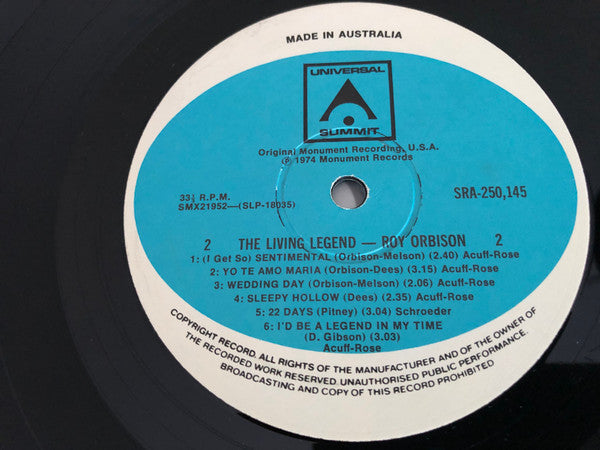 MADE IN AUSTRALIA
UNIVERSAL
SUMMIT
Original Monument Recording, U.S.A.
℗ 1974 Monument Records
33⅓ R.P.M.
SMX21952—(SLP-18035)
SRA-250,145
2 THE LIVING LEGEND — ROY ORBISON 2
1: (I Get So) SENTIMENTAL (Orbison-Melson) (2.40) Acuff-Rose
2: YO TE AMO MARIA (Orbison-Dees) (3.15) Acuff-Rose
3: WEDDING DAY (Orbison-Melson) (2.06) Acuff-Rose
4: SLEEPY HOLLOW (Dees) (2.35) Acuff-Rose
5: 22 DAYS (Pitney) (3.04) Schroeder
6: I'D BE A LEGEND IN MY TIME
(D. Gibson) (3.03)
Acuff-Rose
COPYRIGHT RECORD. ALL RIGHTS OF THE MANUFACTURER AND OF THE OWNER OF
THE RECORDED WORK RESERVED. UNAUTHORISED PUBLIC PERFORMANCE.
BROADCASTING AND COPY OF THIS RECORD PROHIBITED